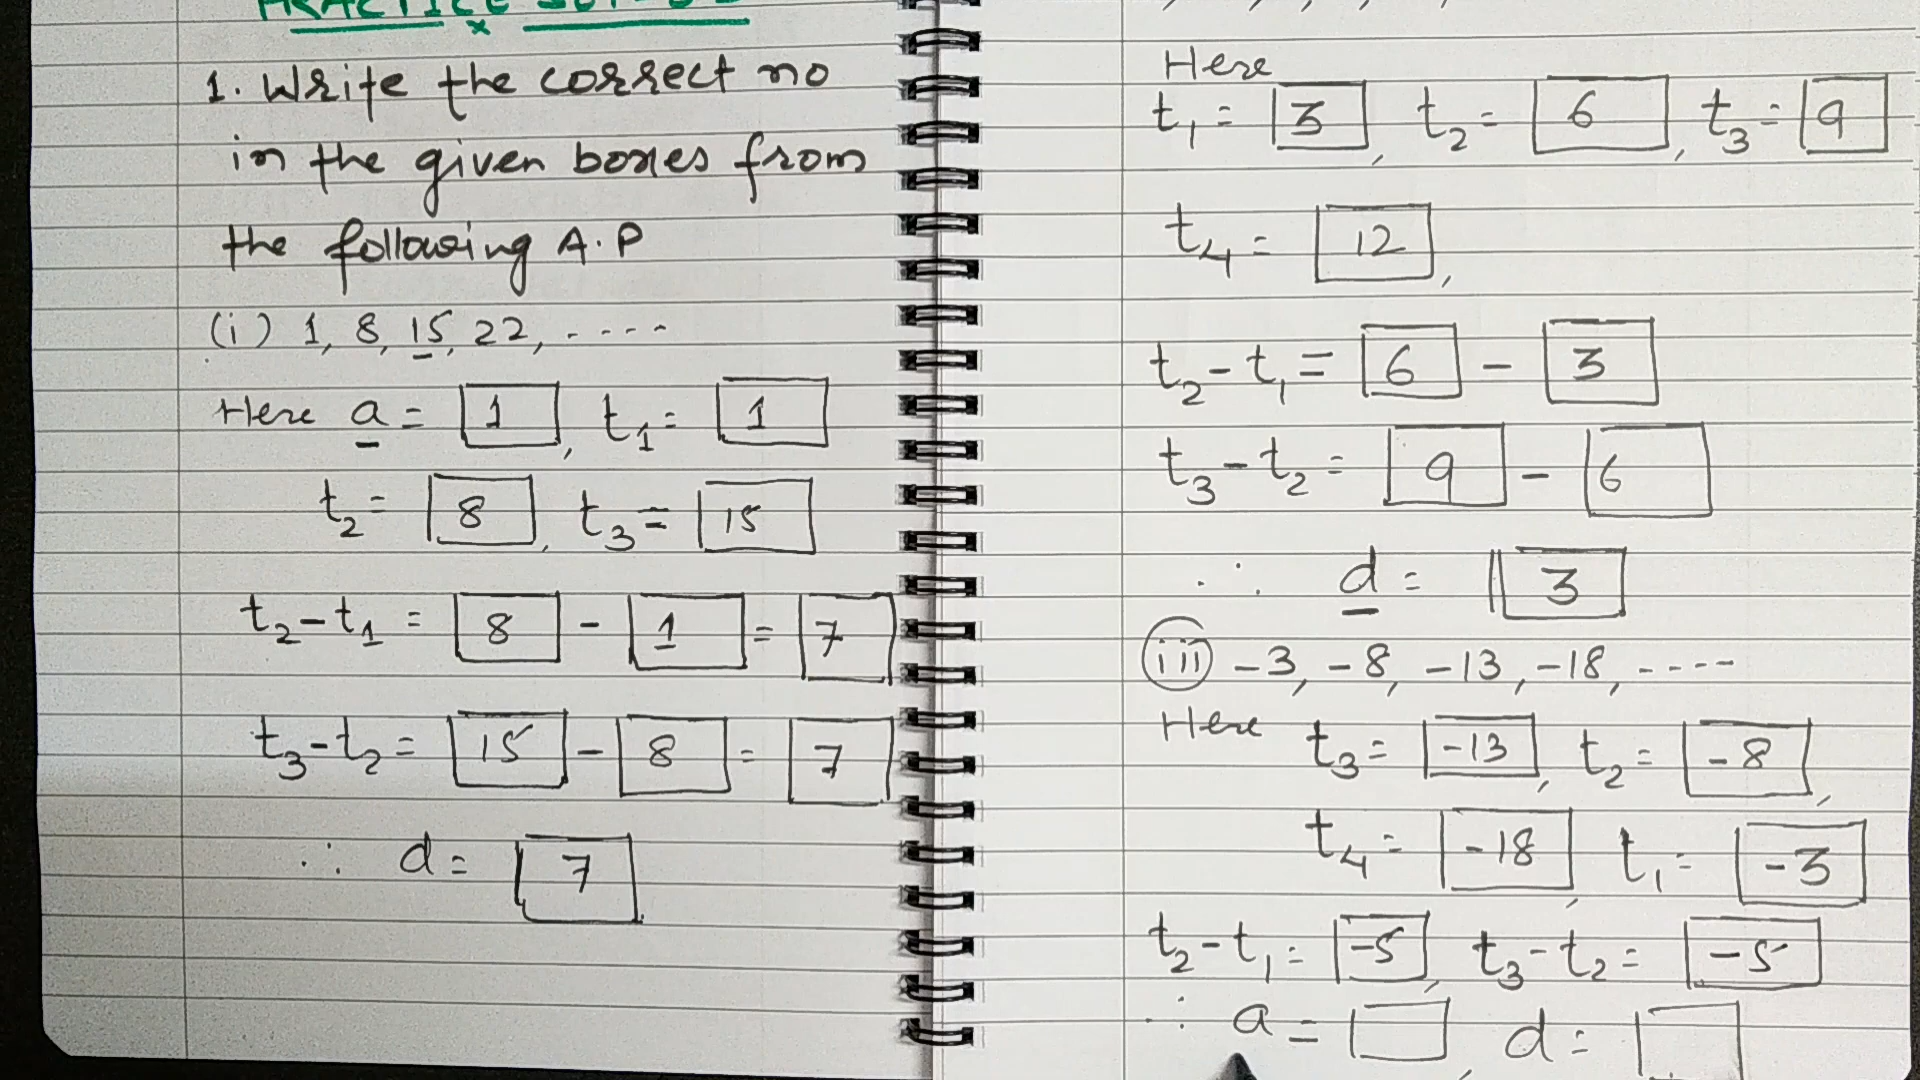 PRACTICE SET
1. Write the correct no
in the given boxes from
the following A.P
(i) 1, 8, 15, 22, .....
Here a = 1, t1 = 1
t2 = 8, t3 = 15
t2 - t1 = 8 - 1 = 7
t3 - t2 = 15 - 8 = 7
∴ d = 7
Here
t1 = 3, t2 = 6, t3 = 9
t4 = 12,
t2 - t1 = 6 - 3
t3 - t2 = 9 - 6
∴ d = 3
(iii) -3, -8, -13, -18, ----
Here t3 = -13, t2 = -8,
t4 = -18, t1 = -3
t2 - t1 = -5, t3 - t2 = -5
∴ a = , d =